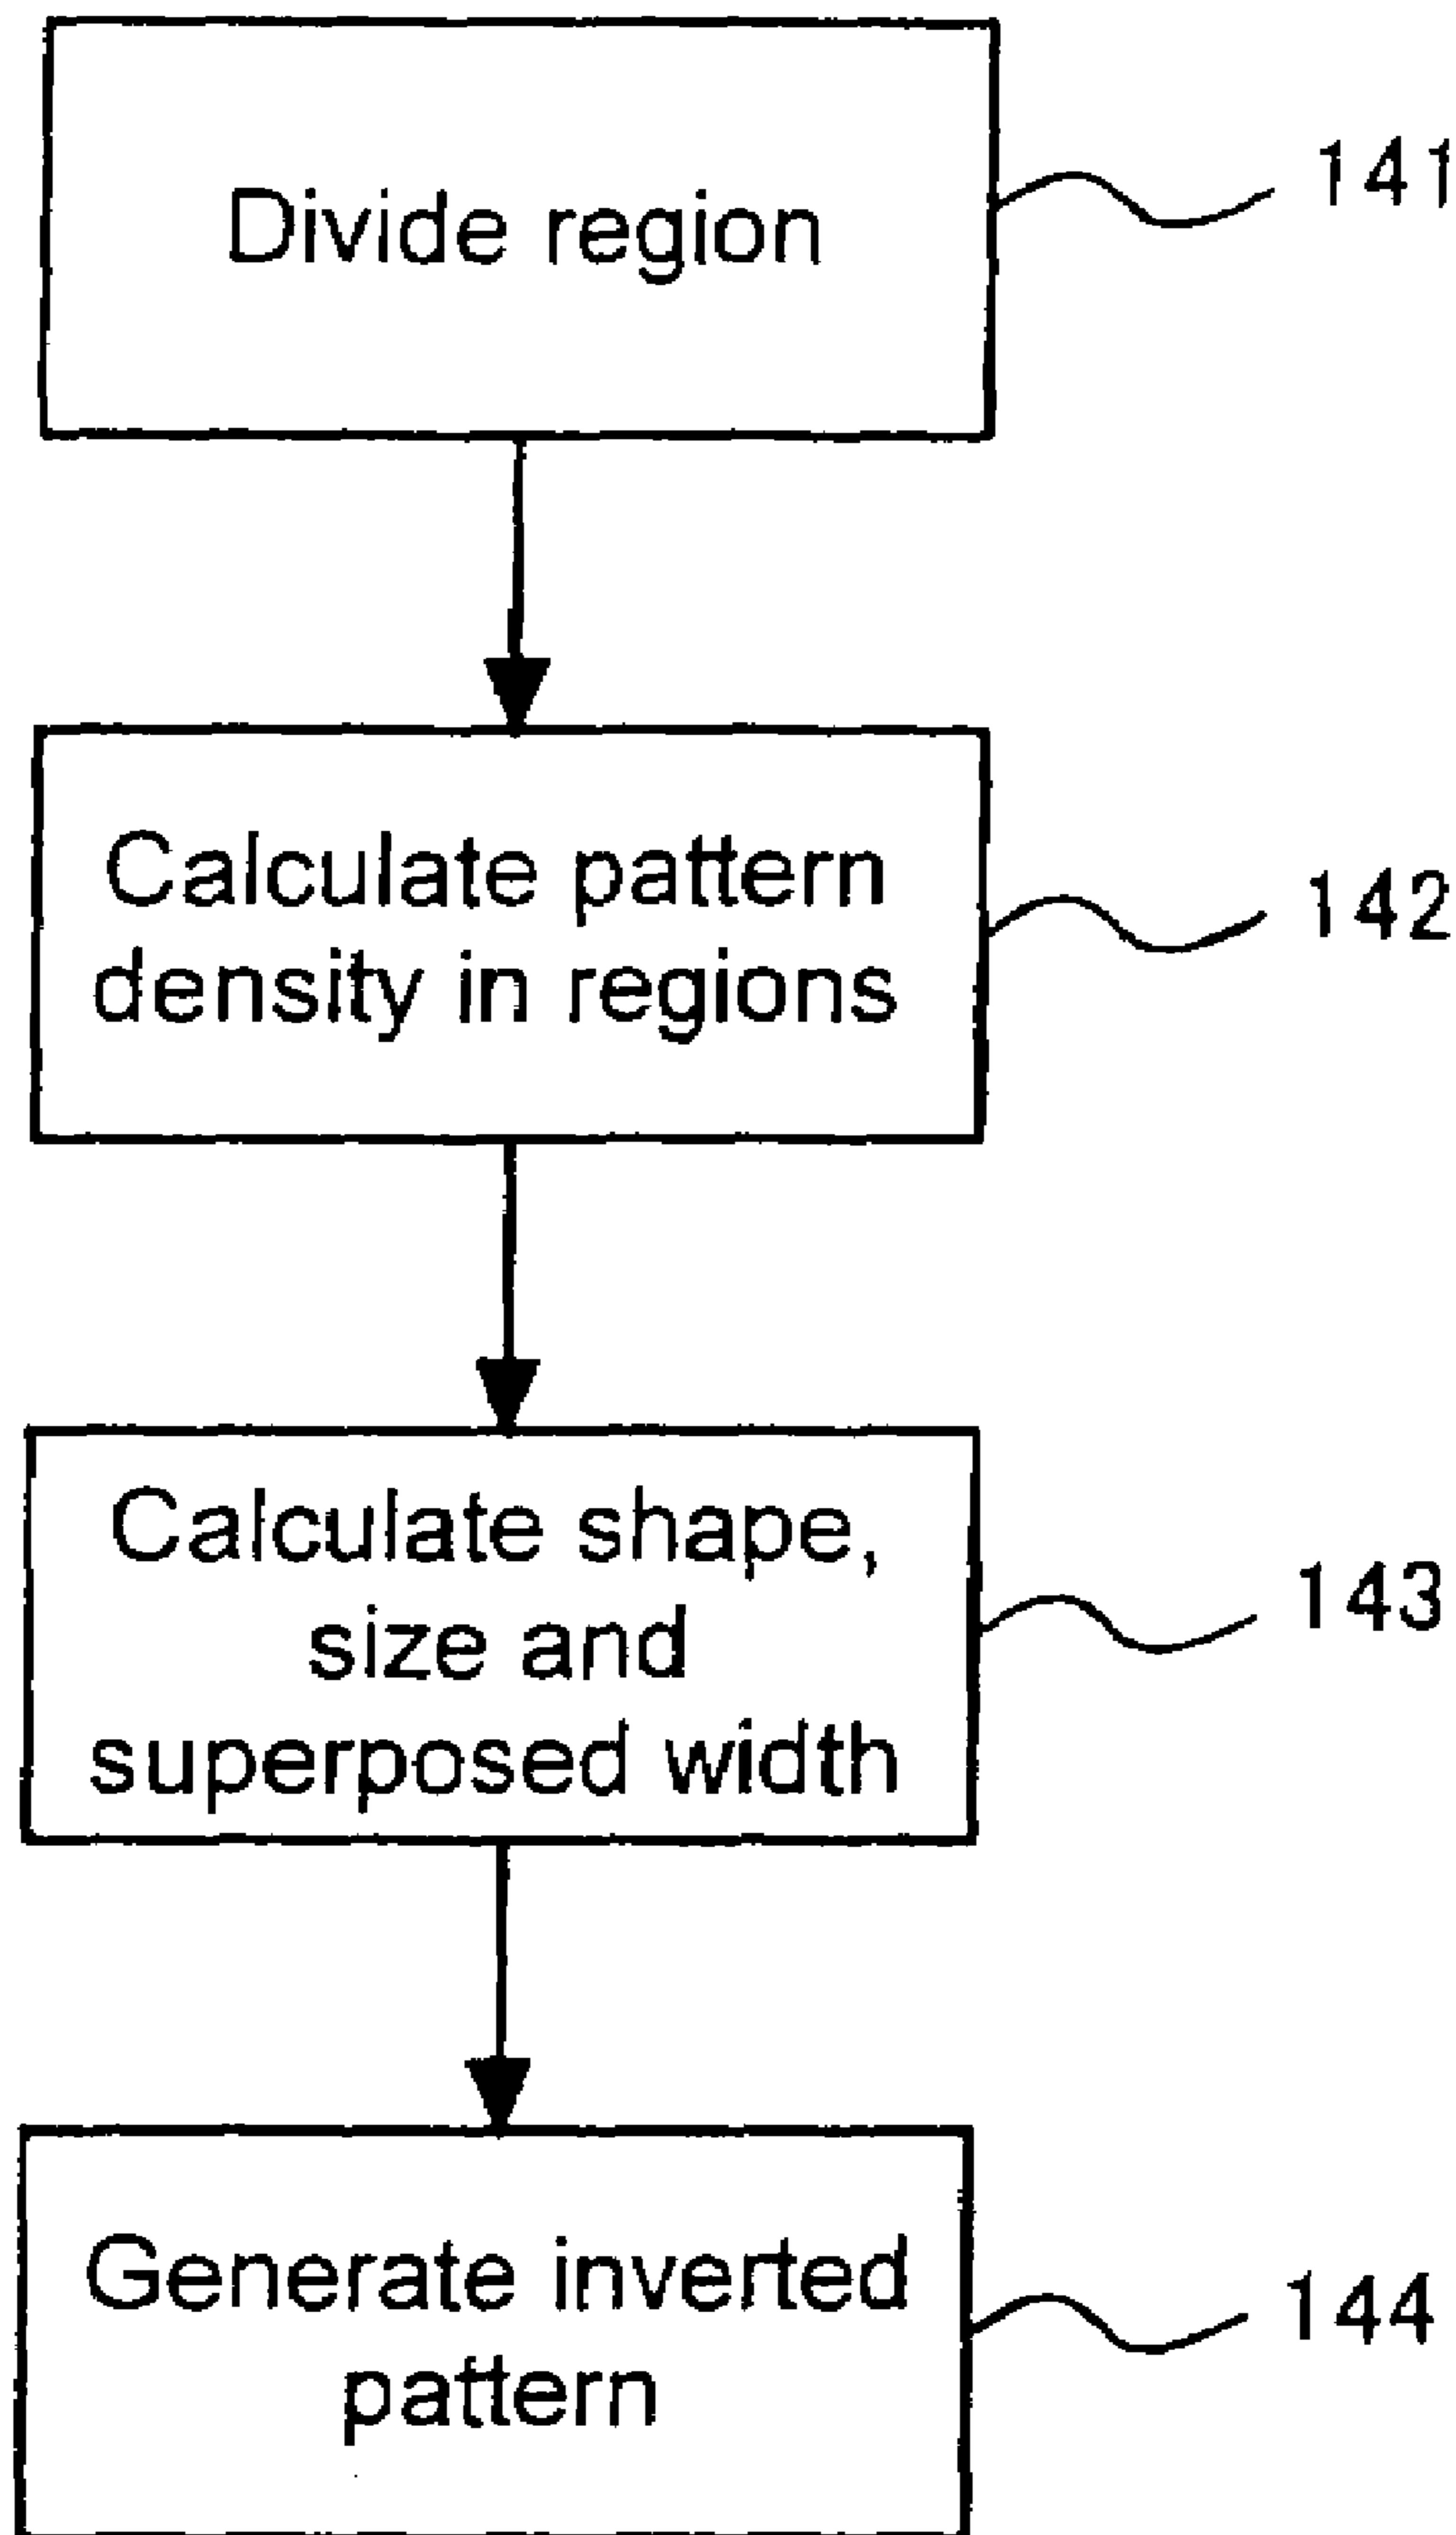 Divide region
141
Calculate pattern
density in regions
142
Calculate shape,
size and
superposed width
143
Generate inverted
pattern
144